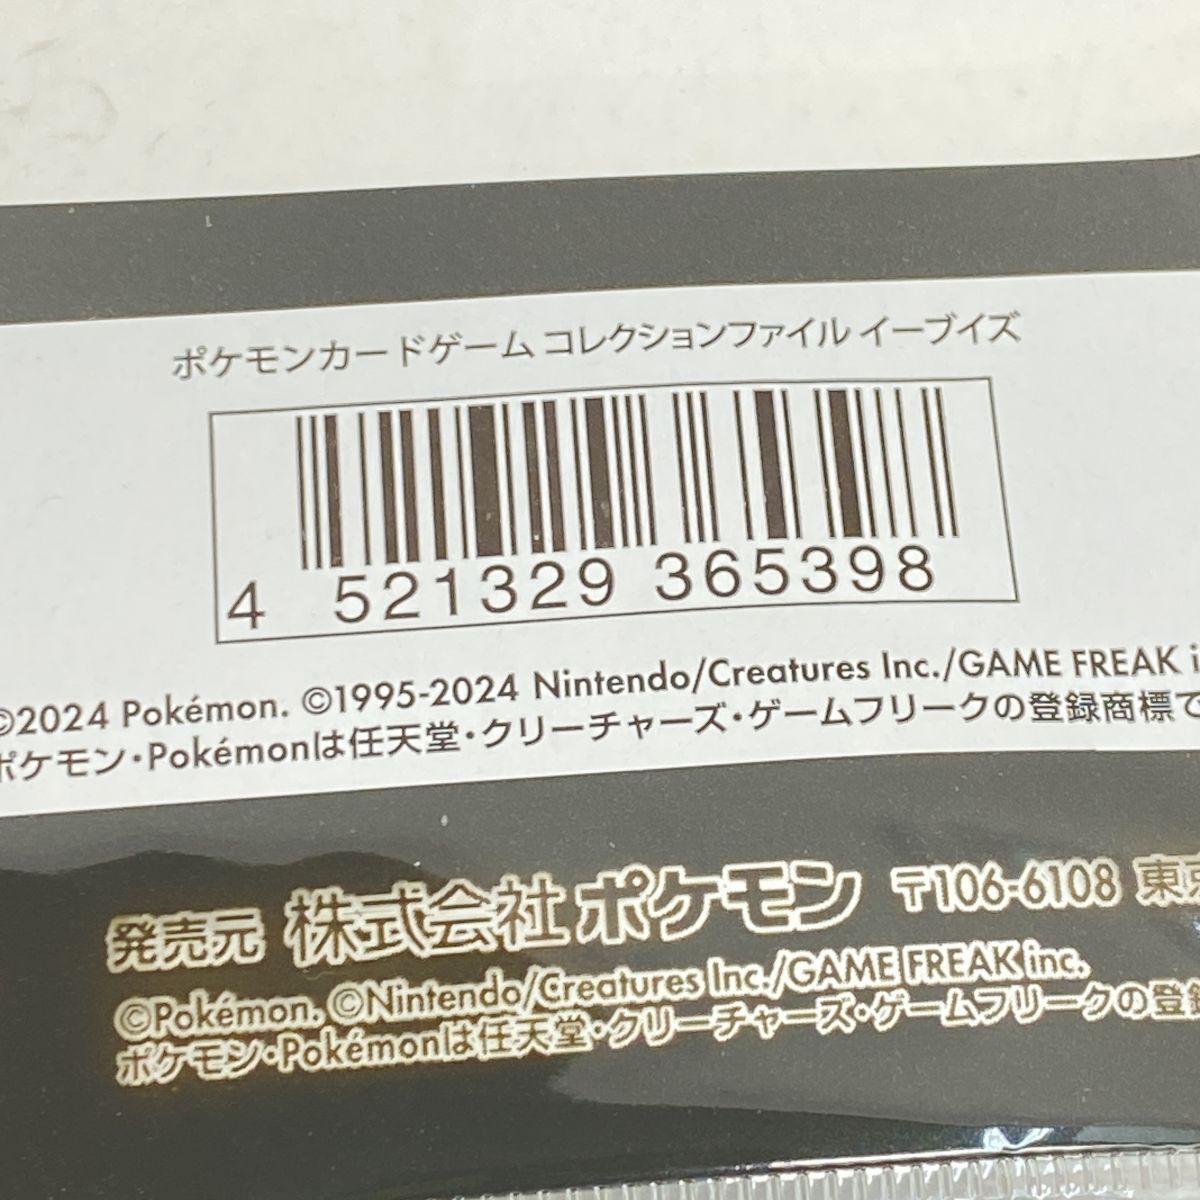 ポケモンカードゲーム コレクションファイル イーブイズ
4 521329 365398
©2024 Pokémon. ©1995-2024 Nintendo/Creatures Inc./GAME FREAK i
ポケモン・Pokémonは任天堂・クリーチャーズ・ゲームフリークの登録商標で
発売元 株式会社ポケモン 〒106-6108 東京
©Pokémon. ©Nintendo/Creatures Inc./GAME FREAK inc.
ポケモン・Pokémonは任天堂・クリーチャーズ・ゲームフリークの登録